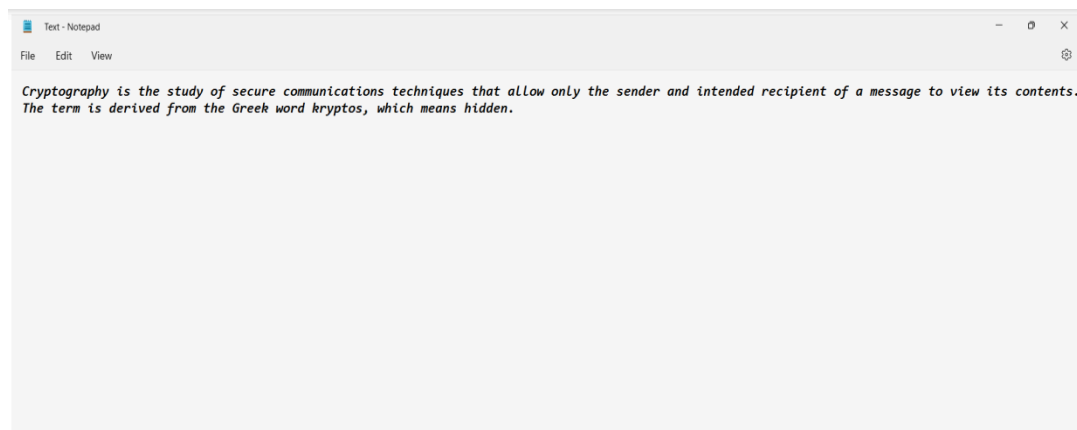 Text - Notepad
File Edit View
Cryptography is the study of secure communications techniques that allow only the sender and intended recipient of a message to view its contents.
The term is derived from the Greek word kryptos, which means hidden.